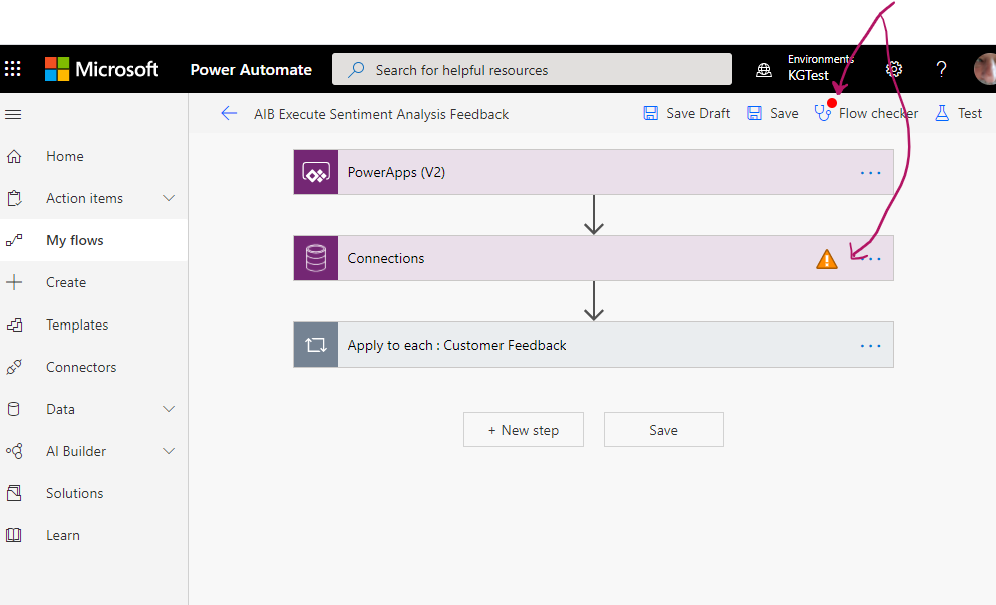 Microsoft
Power Automate
Search for helpful resources
Environments
KGTest
?
AIB Execute Sentiment Analysis Feedback
Save Draft
Save
Flow checker
Test
Home
Action items
My flows
Create
Templates
Connectors
Data
AI Builder
Solutions
Learn
PowerApps (V2)
Connections
Apply to each : Customer Feedback
+ New step
Save